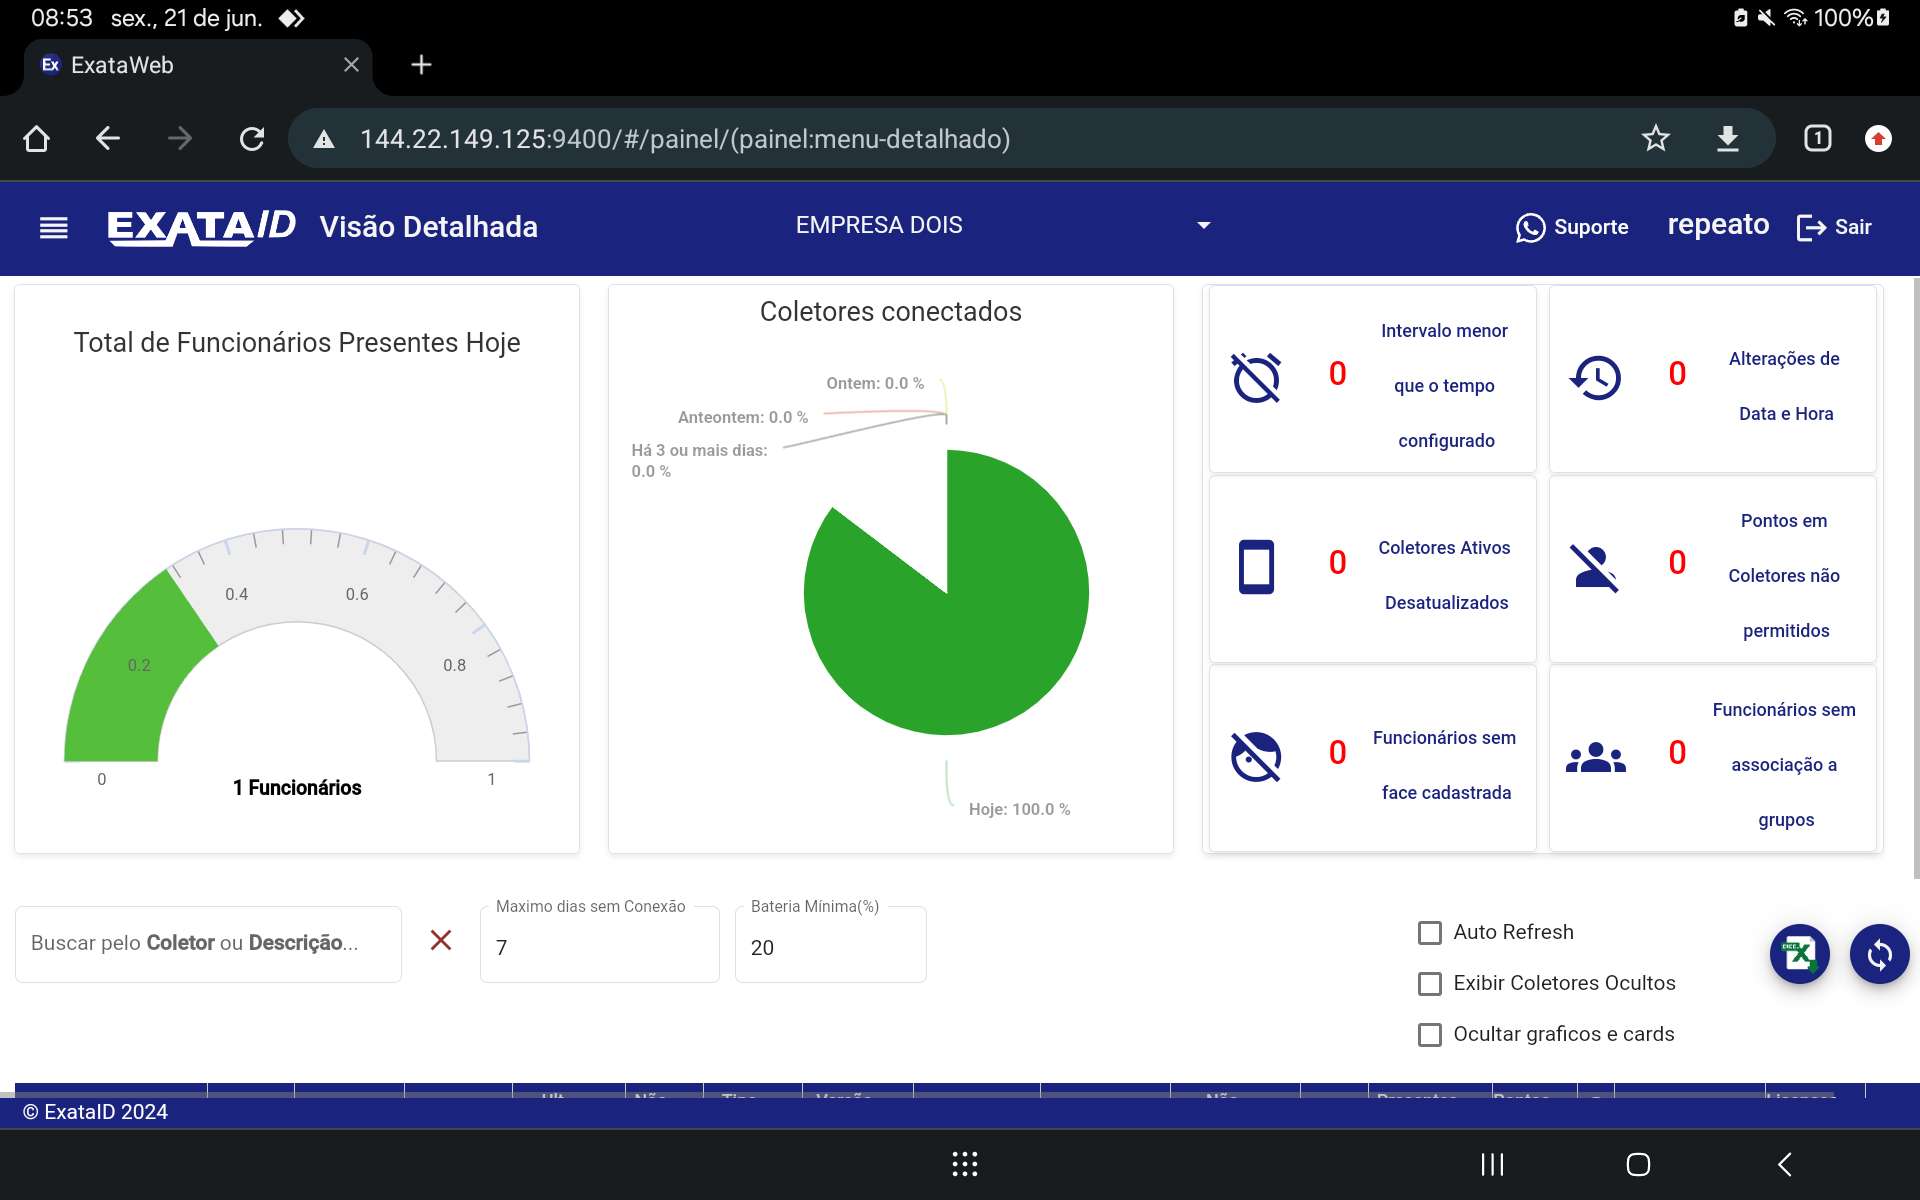 08:53 sex., 21 de jun.
100%
Ex ExataWeb
144.22.149.125:9400/#/painel/(painel:menu-detalhado)
1
EXATAID Visão Detalhada
EMPRESA DOIS
Suporte
repeato
Sair
Total de Funcionários Presentes Hoje
0.2
0.4
0.6
0.8
0
1
1 Funcionários
Coletores conectados
Ontem: 0.0 %
Anteontem: 0.0 %
Há 3 ou mais dias:
0.0 %
Hoje: 100.0 %
0
Intervalo menor
que o tempo
configurado
0
Alterações de
Data e Hora
0
Coletores Ativos
Desatualizados
0
Pontos em
Coletores não
permitidos
0
Funcionários sem
face cadastrada
0
Funcionários sem
associação a
grupos
Buscar pelo Coletor ou Descrição...
Maximo dias sem Conexão
7
Bateria Mínima(%)
20
Auto Refresh
Exibir Coletores Ocultos
Ocultar graficos e cards
© ExataID 2024